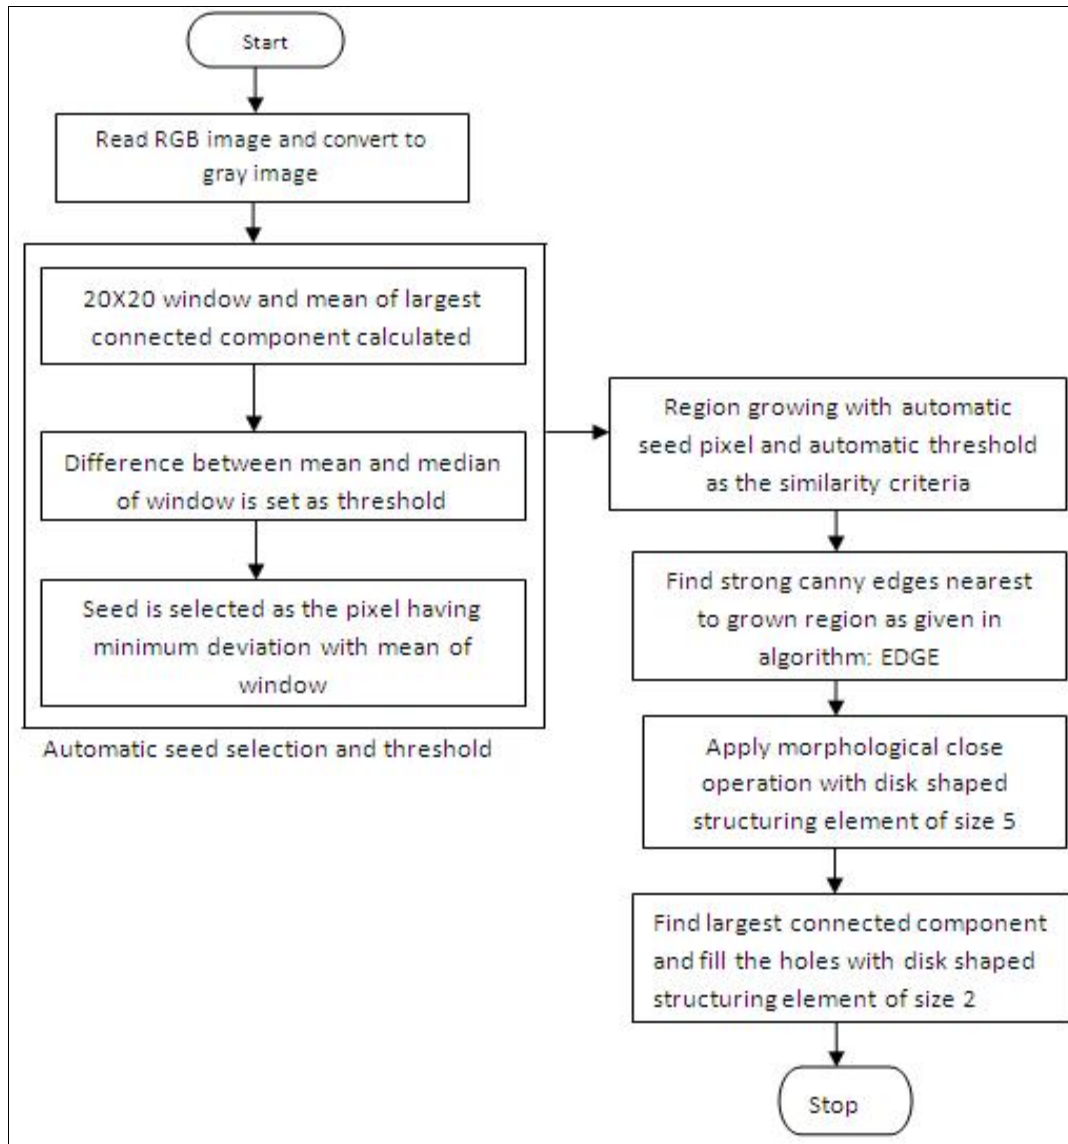 Start
Read RGB image and convert to
gray image
20X20 window and mean of largest
connected component calculated
Difference between mean and median
of window is set as threshold
Seed is selected as the pixel having
minimum deviation with mean of
window
Automatic seed selection and threshold
Region growing with automatic
seed pixel and automatic threshold
as the similarity criteria
Find strong canny edges nearest
to grown region as given in
algorithm: EDGE
Apply morphological close
operation with disk shaped
structuring element of size 5
Find largest connected component
and fill the holes with disk shaped
structuring element of size 2
Stop